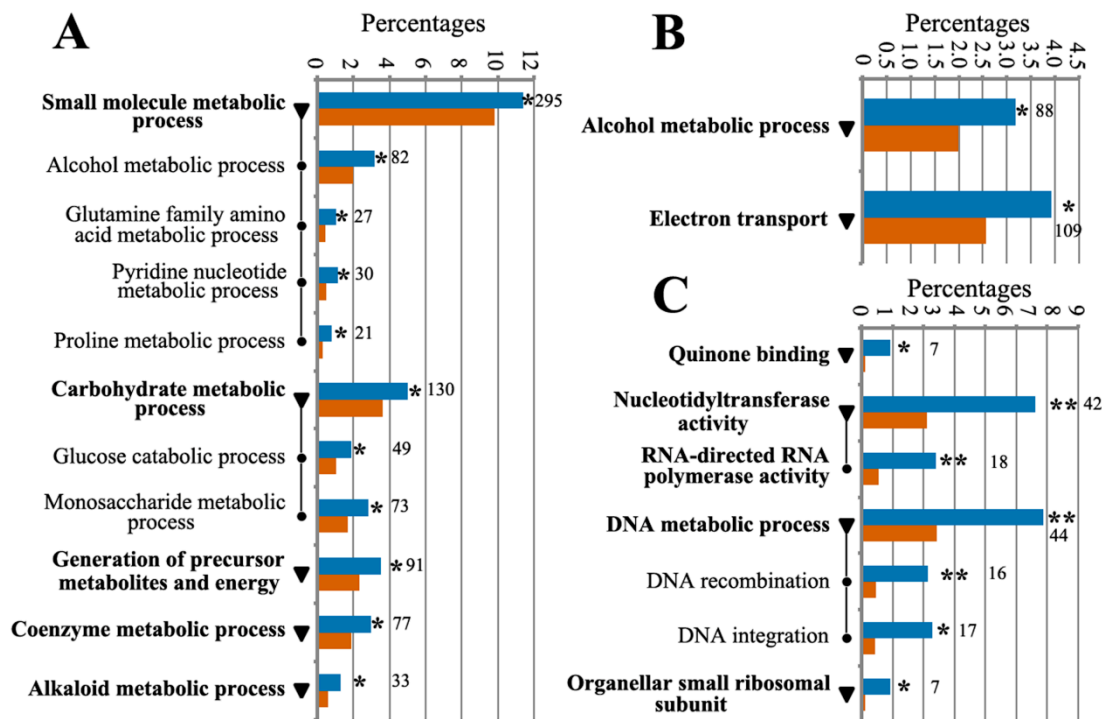 A
Percentages
0 2 4 6 8 10 12
Small molecule metabolic
process
*295
Alcohol metabolic process
* 82
Glutamine family amino
acid metabolic process
* 27
Pyridine nucleotide
metabolic process
* 30
Proline metabolic process
* 21
Carbohydrate metabolic
process
* 130
Glucose catabolic process
* 49
Monosaccharide metabolic
process
* 73
Generation of precursor
metabolites and energy
* 91
Coenzyme metabolic process
* 77
Alkaloid metabolic process
* 33
B
Percentages
0 0.5 1.0 1.5 2.0 2.5 3.0 3.5 4.0 4.5
Alcohol metabolic process
* 88
Electron transport
*
109
C
Percentages
0 1 2 3 4 5 6 7 8 9
Quinone binding
* 7
Nucleotidyltransferase
activity
** 42
RNA-directed RNA
polymerase activity
** 18
DNA metabolic process
**
44
DNA recombination
** 16
DNA integration
* 17
Organellar small ribosomal
subunit
* 7